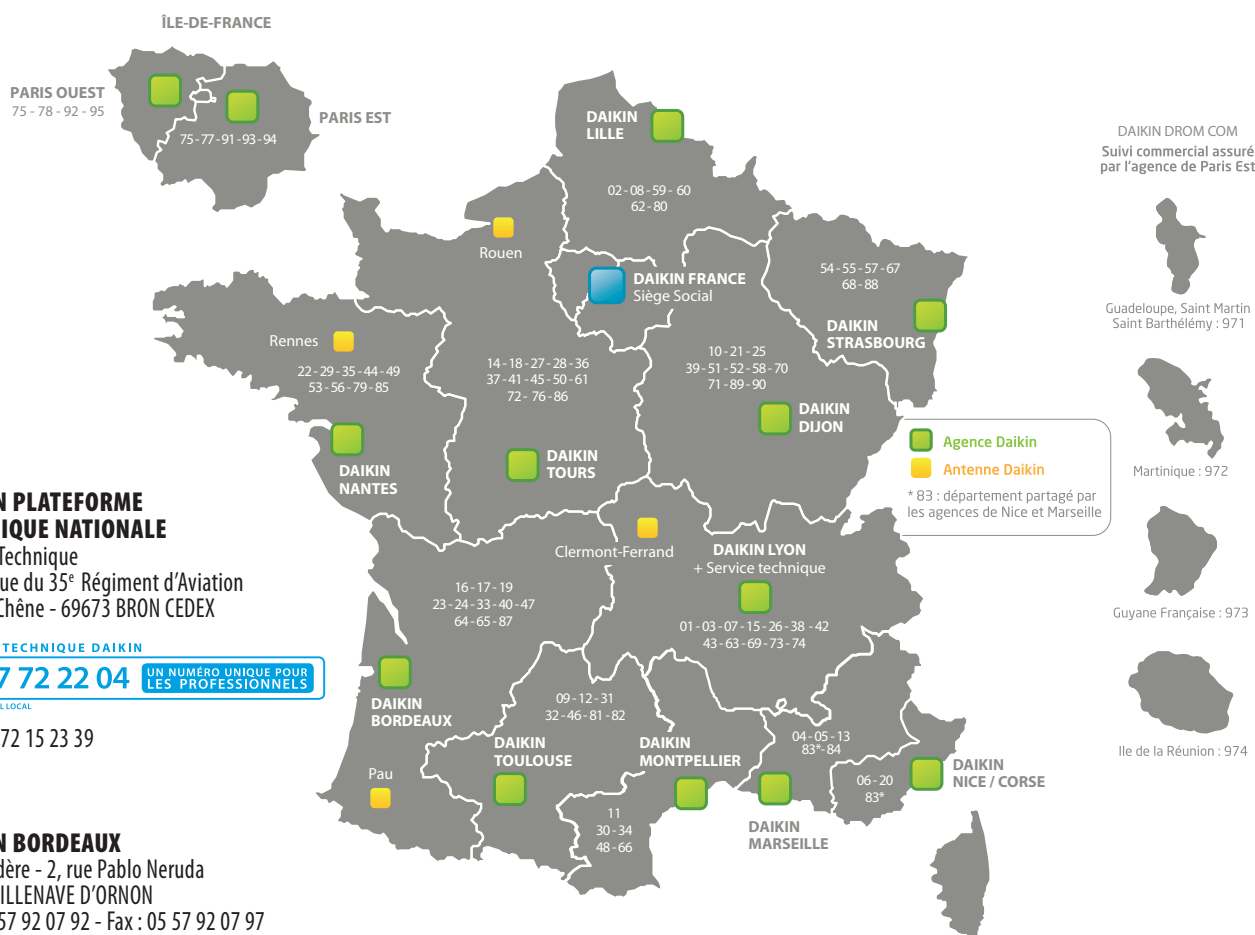 ÎLE-DE-FRANCE
PARIS OUEST
75 - 78 - 92 - 95
PARIS EST
75-77-91-93-94
DAIKIN
LILLE
02-08-59-60
62-80
Rouen
DAIKIN FRANCE
Siège Social
54-55-57-67
68-88
DAIKIN
STRASBOURG
Rennes
22-29-35-44-49
53-56-79-85
DAIKIN
NANTES
14-18-27-28-36
37-41-45-50-61
72-76-86
DAIKIN
TOURS
10-21-25
39-51-52-58-70
71-89-90
DAIKIN
DIJON
Clermont-Ferrand
DAIKIN LYON
+ Service technique
01-03-07-15-26-38-42
43-63-69-73-74
16-17-19
23-24-33-40-47
64-65-87
DAIKIN
BORDEAUX
Pau
09-12-31
32-46-81-82
DAIKIN
TOULOUSE
DAIKIN
MONTPELLIER
11
30-34
48-66
04-05-13
83*-84
DAIKIN
MARSEILLE
06-20
83*
DAIKIN
NICE / CORSE
Agence Daikin
Antenne Daikin
* 83 : département partagé par
les agences de Nice et Marseille
DAIKIN DROM COM
Suivi commercial assuré
par l'agence de Paris Est
Guadeloupe, Saint Martin
Saint Barthélémy : 971
Martinique : 972
Guyane Française : 973
Ile de la Réunion : 974
N PLATEFORME
IQUE NATIONALE
Technique
ue du 35e Régiment d'Aviation
Chêne - 69673 BRON CEDEX
TECHNIQUE DAIKIN
7 72 22 04
UN NUMÉRO UNIQUE POUR
LES PROFESSIONNELS
L LOCAL
72 15 23 39
N BORDEAUX
dère - 2, rue Pablo Neruda
ILLENAVE D'ORNON
57 92 07 92 - Fax : 05 57 92 07 97